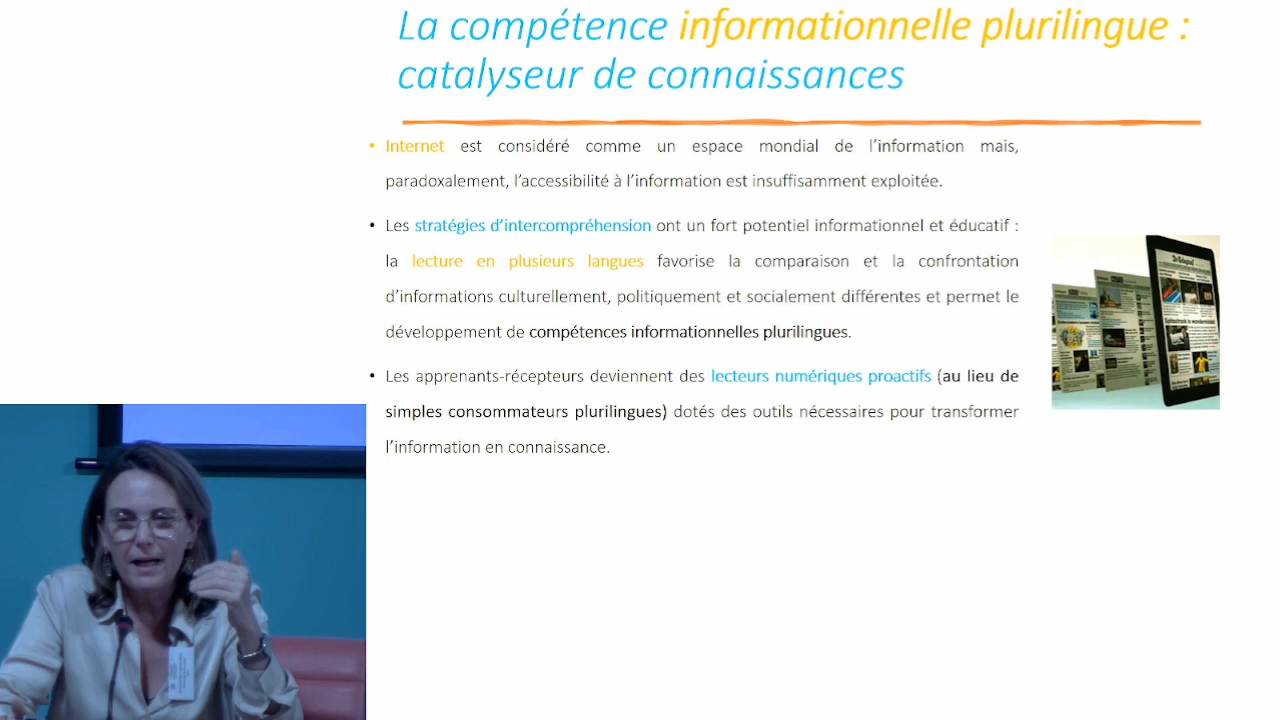 La compétence informationnelle plurilingue :
catalyseur de connaissances
• Internet est considéré comme un espace mondial de l’information mais,
paradoxalement, l’accessibilité à l’information est insuffisamment exploitée.
• Les stratégies d’intercompréhension ont un fort potentiel informationnel et éducatif :
la lecture en plusieurs langues favorise la comparaison et la confrontation
d’informations culturellement, politiquement et socialement différentes et permet le
développement de compétences informationnelles plurilingues.
• Les apprenants-récepteurs deviennent des lecteurs numériques proactifs (au lieu de
simples consommateurs plurilingues) dotés des outils nécessaires pour transformer
l’information en connaissance.